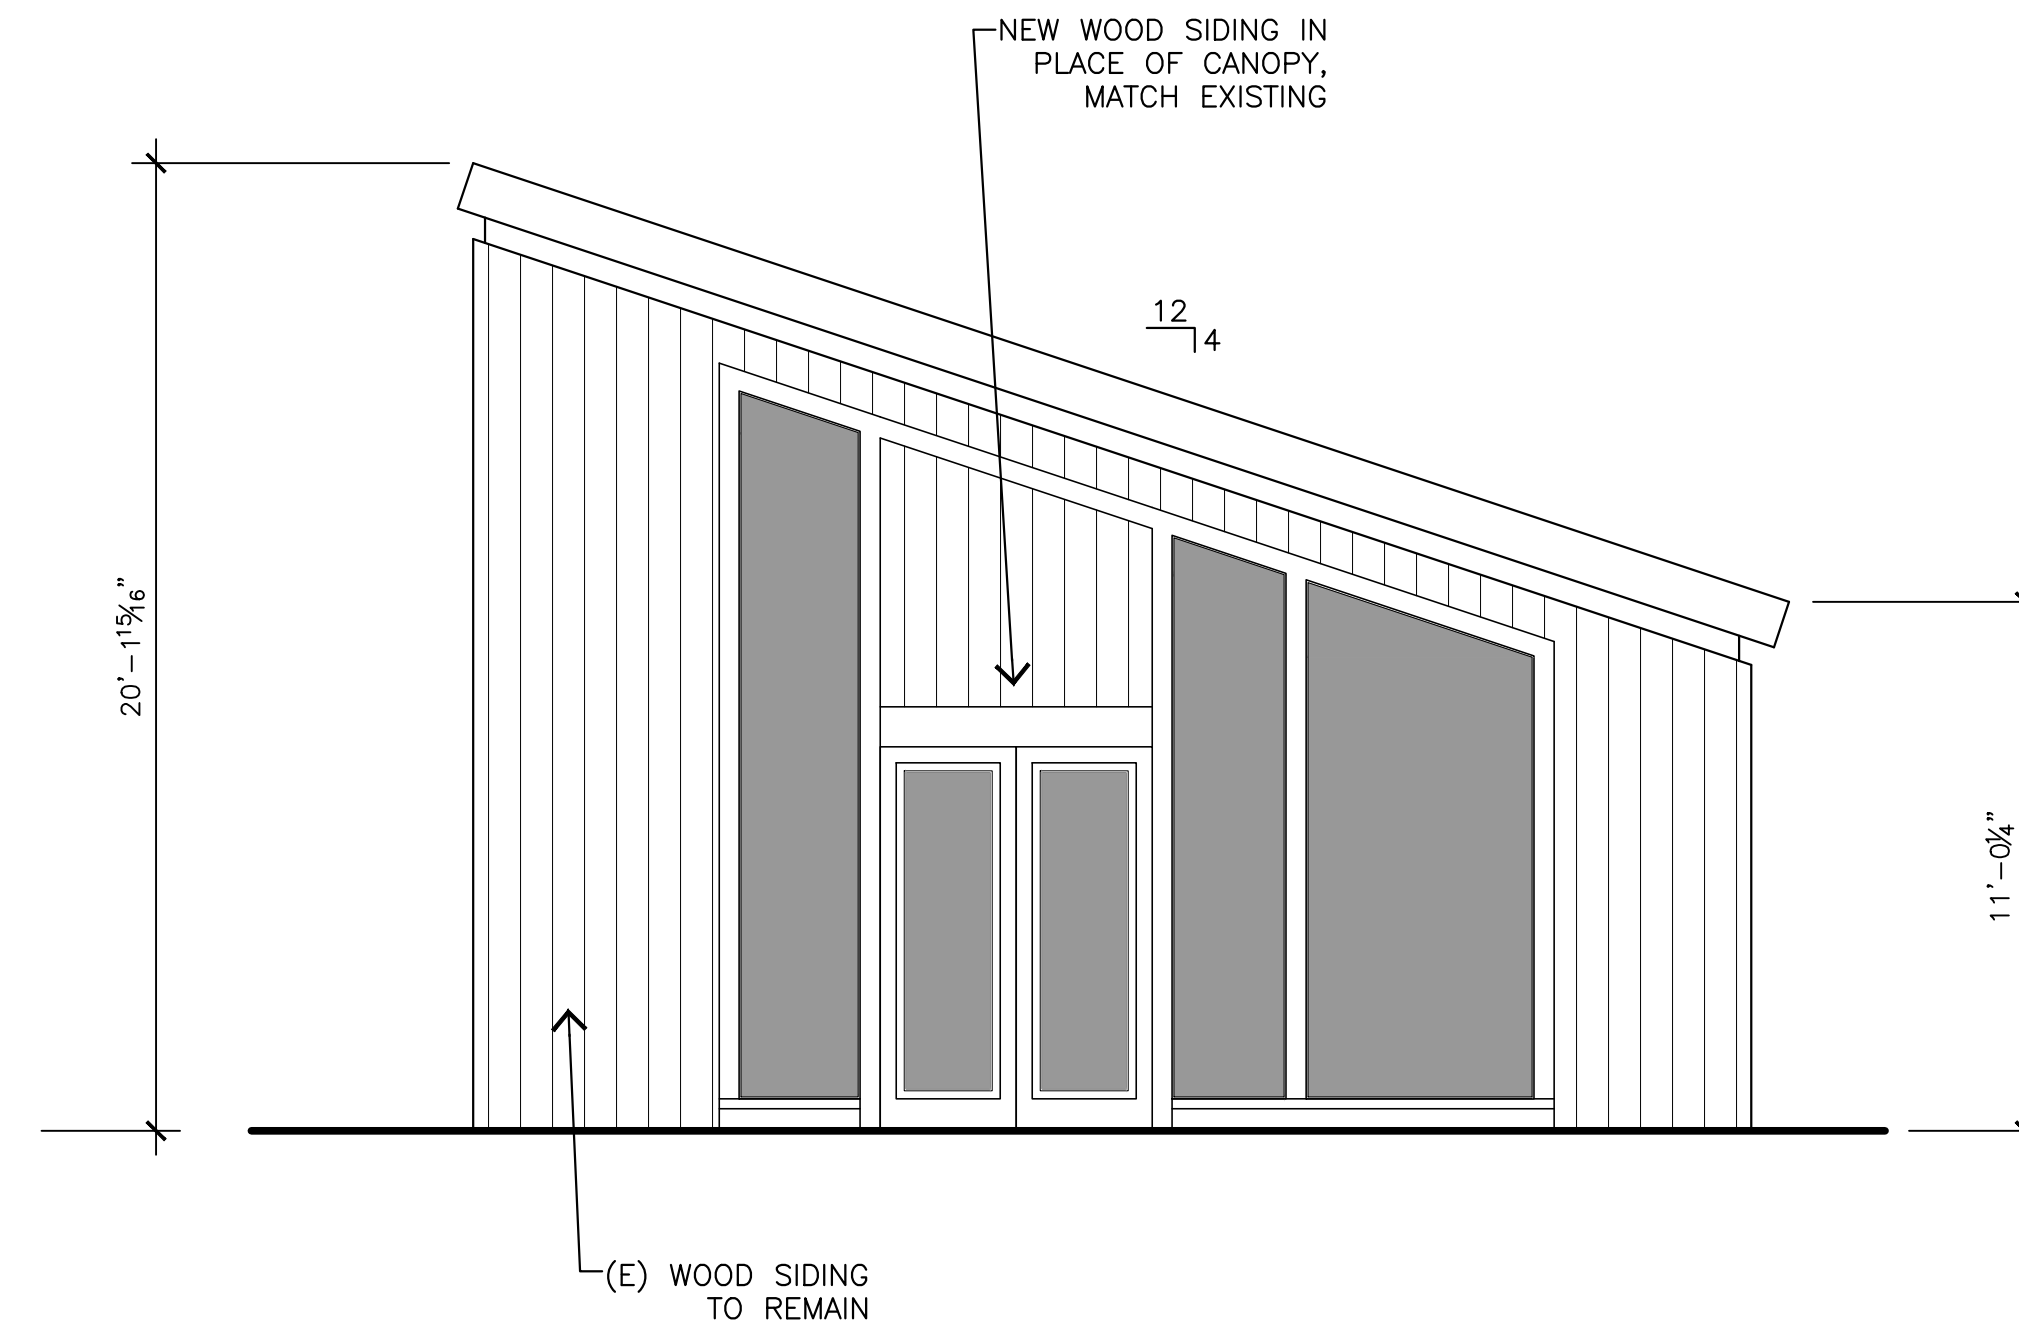 NEW WOOD SIDING IN
PLACE OF CANOPY,
MATCH EXISTING
12
4
20'-1 15/16"
11'-0 1/4"
(E) WOOD SIDING
TO REMAIN